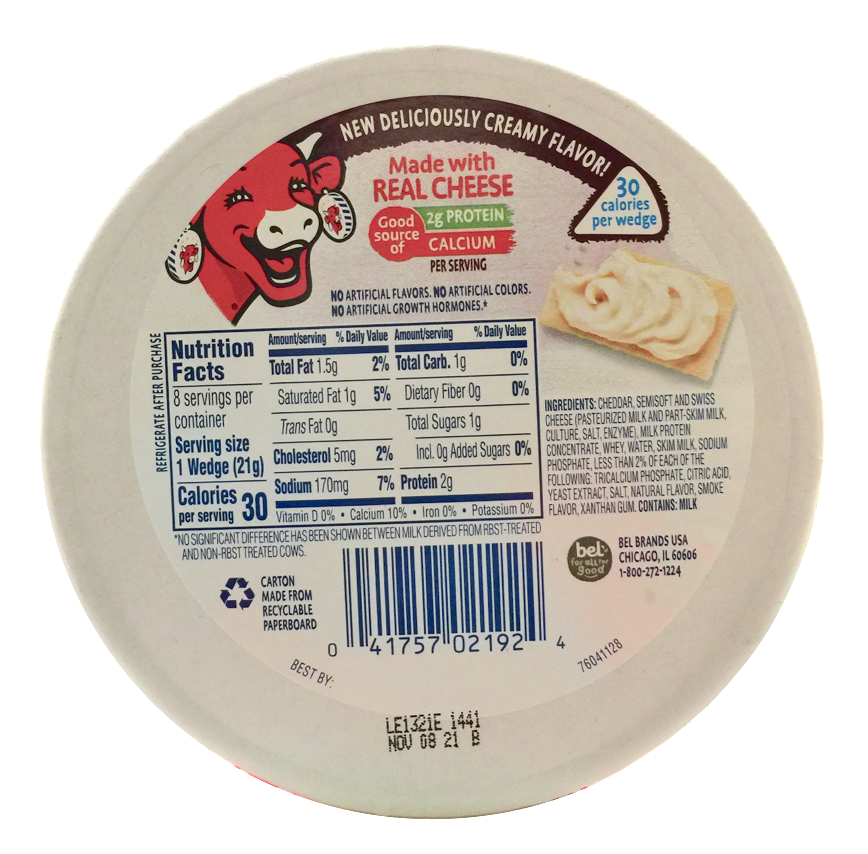 NEW DELICIOUSLY CREAMY FLAVOR!
Made with
REAL CHEESE
Good
source
of
2g PROTEIN
CALCIUM
PER SERVING
30
calories
per wedge
NO ARTIFICIAL FLAVORS. NO ARTIFICIAL COLORS.
NO ARTIFICIAL GROWTH HORMONES.*
REFRIGERATE AFTER PURCHASE
Nutrition
Facts
8 servings per
container
Serving size
1 Wedge (21g)
Calories
per serving 30
Amount/serving % Daily Value
Total Fat 1.5g 2%
Saturated Fat 1g 5%
Trans Fat 0g
Cholesterol 5mg 2%
Sodium 170mg 7%
Amount/serving % Daily Value
Total Carb. 1g 0%
Dietary Fiber 0g 0%
Total Sugars 1g
Incl. 0g Added Sugars 0%
Protein 2g
Vitamin D 0% • Calcium 10% • Iron 0% • Potassium 0%
*NO SIGNIFICANT DIFFERENCE HAS BEEN SHOWN BETWEEN MILK DERIVED FROM RBST-TREATED
AND NON-RBST TREATED COWS.
INGREDIENTS: CHEDDAR, SEMISOFT AND SWISS
CHEESE (PASTEURIZED MILK AND PART-SKIM MILK,
CULTURE, SALT, ENZYME), MILK PROTEIN
CONCENTRATE, WHEY, WATER, SKIM MILK, SODIUM
PHOSPHATE, LESS THAN 2% OF EACH OF THE
FOLLOWING: TRICALCIUM PHOSPHATE, CITRIC ACID,
YEAST EXTRACT, SALT, NATURAL FLAVOR, SMOKE
FLAVOR, XANTHAN GUM. CONTAINS: MILK
bel
for all for
good
BEL BRANDS USA
CHICAGO, IL 60606
1-800-272-1224
CARTON
MADE FROM
RECYCLABLE
PAPERBOARD
0 41757 02192 4
76041128
BEST BY:
LE1321E 1441
NOV 08 21 B